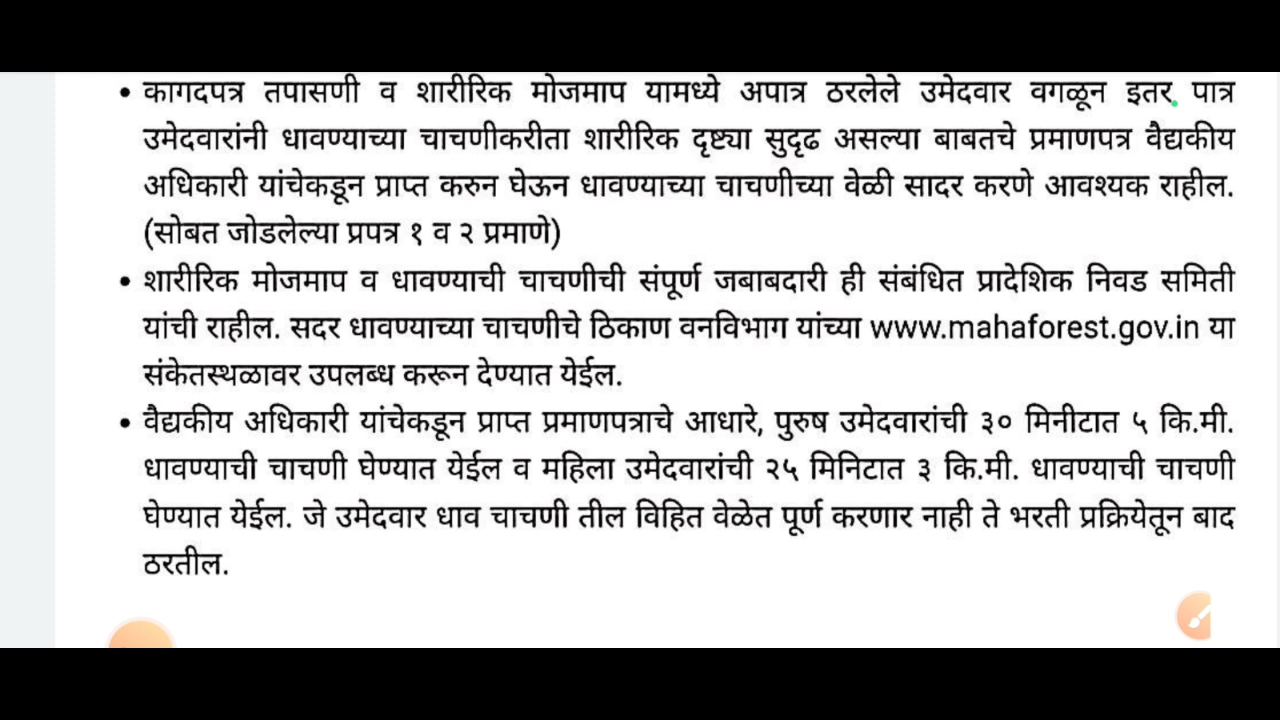 • कागदपत्र तपासणी व शारीरिक मोजमाप यामध्ये अपात्र ठरलेले उमेदवार वगळून इतर पात्र
उमेदवारांनी धावण्याच्या चाचणीकरीता शारीरिक दृष्ट्या सुदृढ असल्या बाबतचे प्रमाणपत्र वैद्यकीय
अधिकारी यांचेकडून प्राप्त करुन घेऊन धावण्याच्या चाचणीच्या वेळी सादर करणे आवश्यक राहील.
(सोबत जोडलेल्या प्रपत्र १ व २ प्रमाणे)
• शारीरिक मोजमाप व धावण्याची चाचणीची संपूर्ण जबाबदारी ही संबंधित प्रादेशिक निवड समिती
यांची राहील. सदर धावण्याच्या चाचणीचे ठिकाण वनविभाग यांच्या www.mahaforest.gov.in या
संकेतस्थळावर उपलब्ध करून देण्यात येईल.
• वैद्यकीय अधिकारी यांचेकडून प्राप्त प्रमाणपत्राचे आधारे, पुरुष उमेदवारांची ३० मिनीटात ५ कि.मी.
धावण्याची चाचणी घेण्यात येईल व महिला उमेदवारांची २५ मिनिटात ३ कि.मी. धावण्याची चाचणी
घेण्यात येईल. जे उमेदवार धाव चाचणी तील विहित वेळेत पूर्ण करणार नाही ते भरती प्रक्रियेतून बाद
ठरतील.